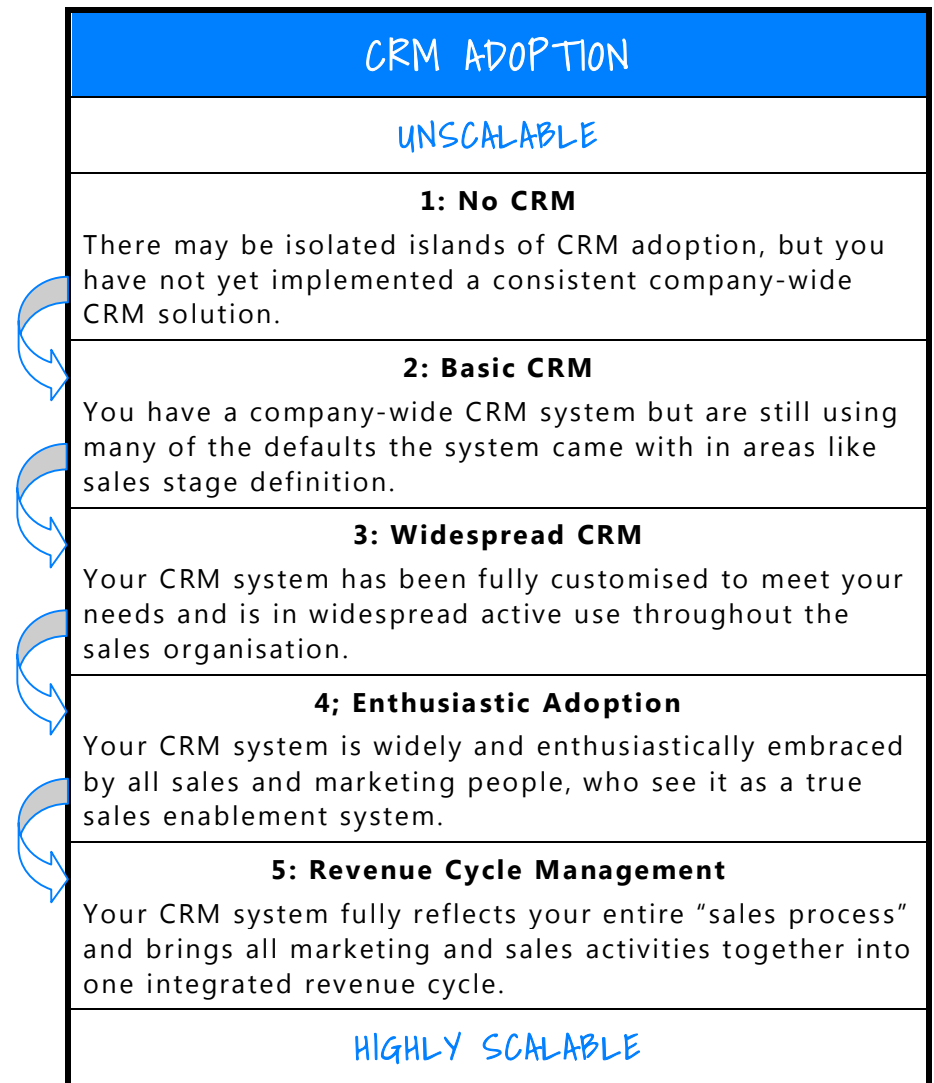 CRM ADOPTION
UNSCALABLE
1: No CRM
There may be isolated islands of CRM adoption, but you
have not yet implemented a consistent company-wide
CRM solution.
2: Basic CRM
You have a company-wide CRM system but are still using
many of the defaults the system came with in areas like
sales stage definition.
3: Widespread CRM
Your CRM system has been fully customised to meet your
needs and is in widespread active use throughout the
sales organisation.
4; Enthusiastic Adoption
Your CRM system is widely and enthusiastically embraced
by all sales and marketing people, who see it as a true
sales enablement system.
5: Revenue Cycle Management
Your CRM system fully reflects your entire “sales process”
and brings all marketing and sales activities together into
one integrated revenue cycle.
HIGHLY SCALABLE